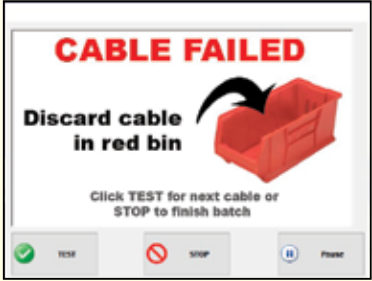 CABLE FAILED
Discard cable
in red bin
Click TEST for next cable or
STOP to finish batch
TEST
STOP
Pause